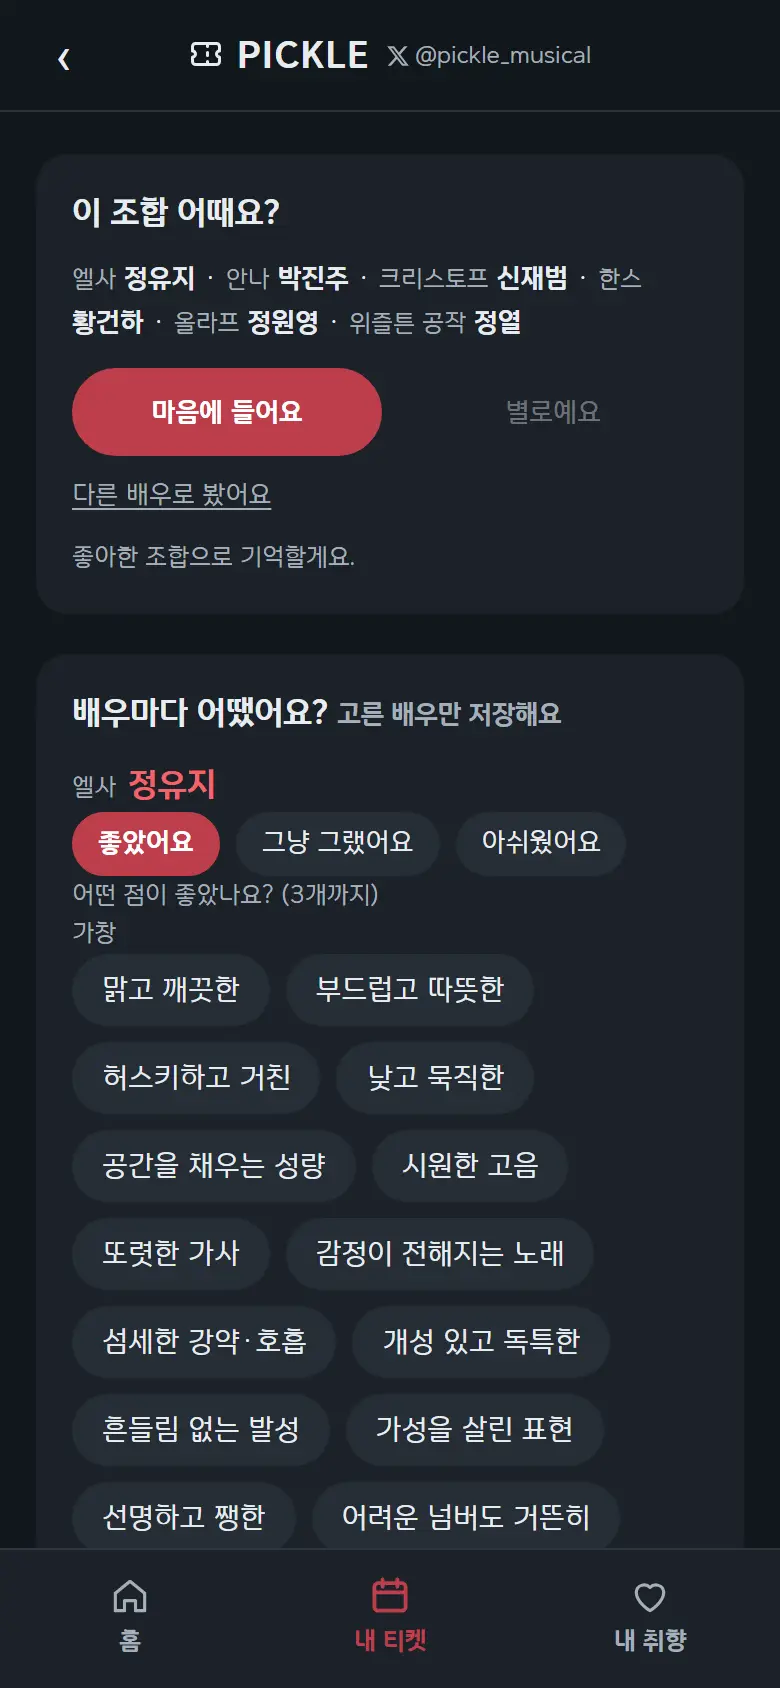 PICKLE @pickle_musical
이 조합 어때요?
엘사 정유지 · 안나 박진주 · 크리스토프 신재범 · 한스
황건하 · 올라프 정원영 · 위즐튼 공작 정열
마음에 들어요 별로예요
다른 배우로 봤어요
좋아한 조합으로 기억할게요.
배우마다 어땠어요? 고른 배우만 저장해요
엘사 정유지
좋았어요 그냥 그랬어요 아쉬웠어요
어떤 점이 좋았나요? (3개까지)
가창
맑고 깨끗한 부드럽고 따뜻한
허스키하고 거친 낮고 묵직한
공간을 채우는 성량 시원한 고음
또렷한 가사 감정이 전해지는 노래
섬세한 강약·호흡 개성 있고 독특한
흔들림 없는 발성 가성을 살린 표현
선명하고 쨍한 어려운 넘버도 거뜬히
홈 내 티켓 내 취향